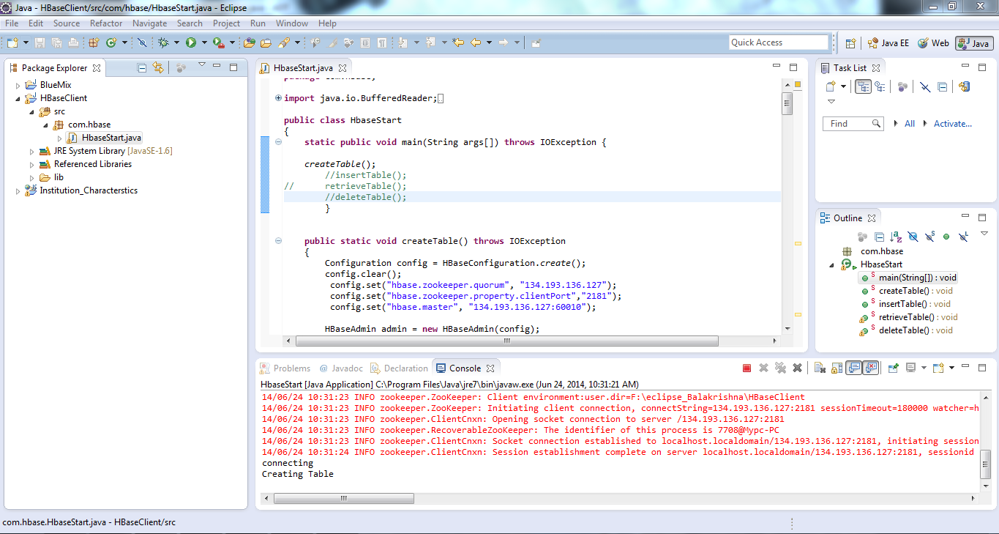 Java - HBaseClient/src/com/hbase/HbaseStart.java - Eclipse
File Edit Source Refactor Navigate Search Project Run Window Help
Quick Access
Java EE
Web
Java
Package Explorer
BlueMix
HBaseClient
src
com.hbase
HbaseStart.java
JRE System Library [JavaSE-1.6]
Referenced Libraries
lib
Institution_Characterstics
HbaseStart.java
import java.io.BufferedReader;
public class HbaseStart
{
static public void main(String args[]) throws IOException {
createTable();
//insertTable();
// retrieveTable();
//deleteTable();
}
public static void createTable() throws IOException
{
Configuration config = HBaseConfiguration.create();
config.clear();
config.set("hbase.zookeeper.quorum", "134.193.136.127");
config.set("hbase.zookeeper.property.clientPort","2181");
config.set("hbase.master", "134.193.136.127:60010");
HBaseAdmin admin = new HBaseAdmin(config);
Task List
Find
All
Activate...
Outline
com.hbase
HbaseStart
main(String[]) : void
createTable() : void
insertTable() : void
retrieveTable() : void
deleteTable() : void
Problems @ Javadoc Declaration Console
HbaseStart [Java Application] C:\Program Files\Java\jre7\bin\javaw.exe (Jun 24, 2014, 10:31:21 AM)
14/06/24 10:31:23 INFO zookeeper.ZooKeeper: Client environment:user.dir=F:\eclipse_Balakrishna\HBaseClient
14/06/24 10:31:23 INFO zookeeper.ZooKeeper: Initiating client connection, connectString=134.193.136.127:2181 sessionTimeout=180000 watcher=h
14/06/24 10:31:23 INFO zookeeper.ClientCnxn: Opening socket connection to server /134.193.136.127:2181
14/06/24 10:31:23 INFO zookeeper.RecoverableZooKeeper: The identifier of this process is 7708@Mypc-PC
14/06/24 10:31:23 INFO zookeeper.ClientCnxn: Socket connection established to localhost.localdomain/134.193.136.127:2181, initiating session
14/06/24 10:31:24 INFO zookeeper.ClientCnxn: Session establishment complete on server localhost.localdomain/134.193.136.127:2181, sessionid
connecting
Creating Table
com.hbase.HbaseStart.java - HBaseClient/src